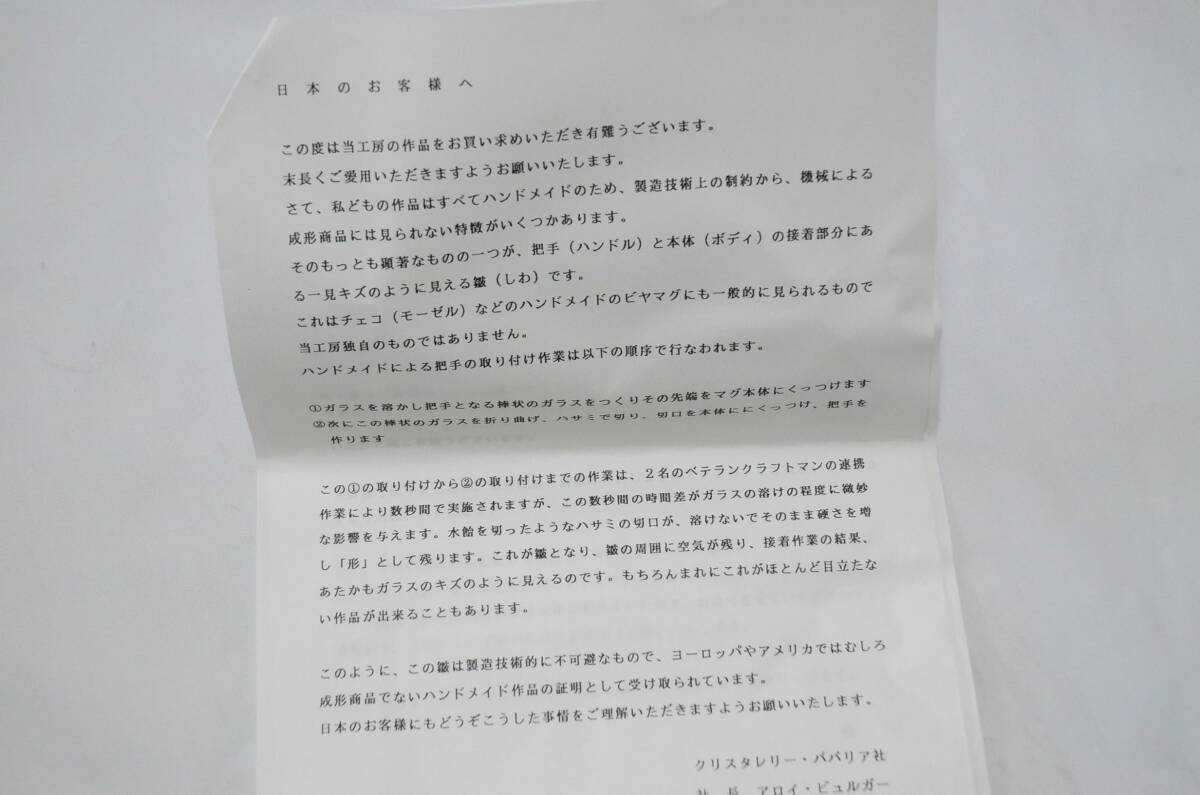 日本のお客様へ
この度は当工房の作品をお買い求めいただき有難うございます。
末長くご愛用いただきますようお願いいたします。
さて、私どもの作品はすべてハンドメイドのため、製造技術上の制約から、機械による
成形商品には見られない特徴がいくつかあります。
そのもっとも顕著なものの一つが、把手（ハンドル）と本体（ボディ）の接着部分にあ
る一見キズのように見える皺（しわ）です。
これはチェコ（モーゼル）などのハンドメイドのビヤマグにも一般的に見られるもので
当工房独自のものではありません。
ハンドメイドによる把手の取り付け作業は以下の順序で行なわれます。
①ガラスを溶かし把手となる棒状のガラスをつくりその先端をマグ本体にくっつけます
②次にこの棒状のガラスを折り曲げ、ハサミで切り、切口を本体ににくっつけ、把手を
作ります
この①の取り付けから②の取り付けまでの作業は、２名のベテランクラフトマンの連携
作業により数秒間で実施されますが、この数秒間の時間差がガラスの溶けの程度に微妙
な影響を与えます。水飴を切ったようなハサミの切口が、溶けないでそのまま硬さを増
し「形」として残ります。これが皺となり、皺の周囲に空気が残り、接着作業の結果、
あたかもガラスのキズのように見えるのです。もちろんまれにこれがほとんど目立たな
い作品が出来ることもあります。
このように、この皺は製造技術的に不可避なもので、ヨーロッパやアメリカではむしろ
成形商品でないハンドメイド作品の証明として受け取られています。
日本のお客様にもどうぞこうした事情をご理解いただきますようお願いいたします。
クリスタレリー・ババリア社
社 長 アロイ・ビュルガー